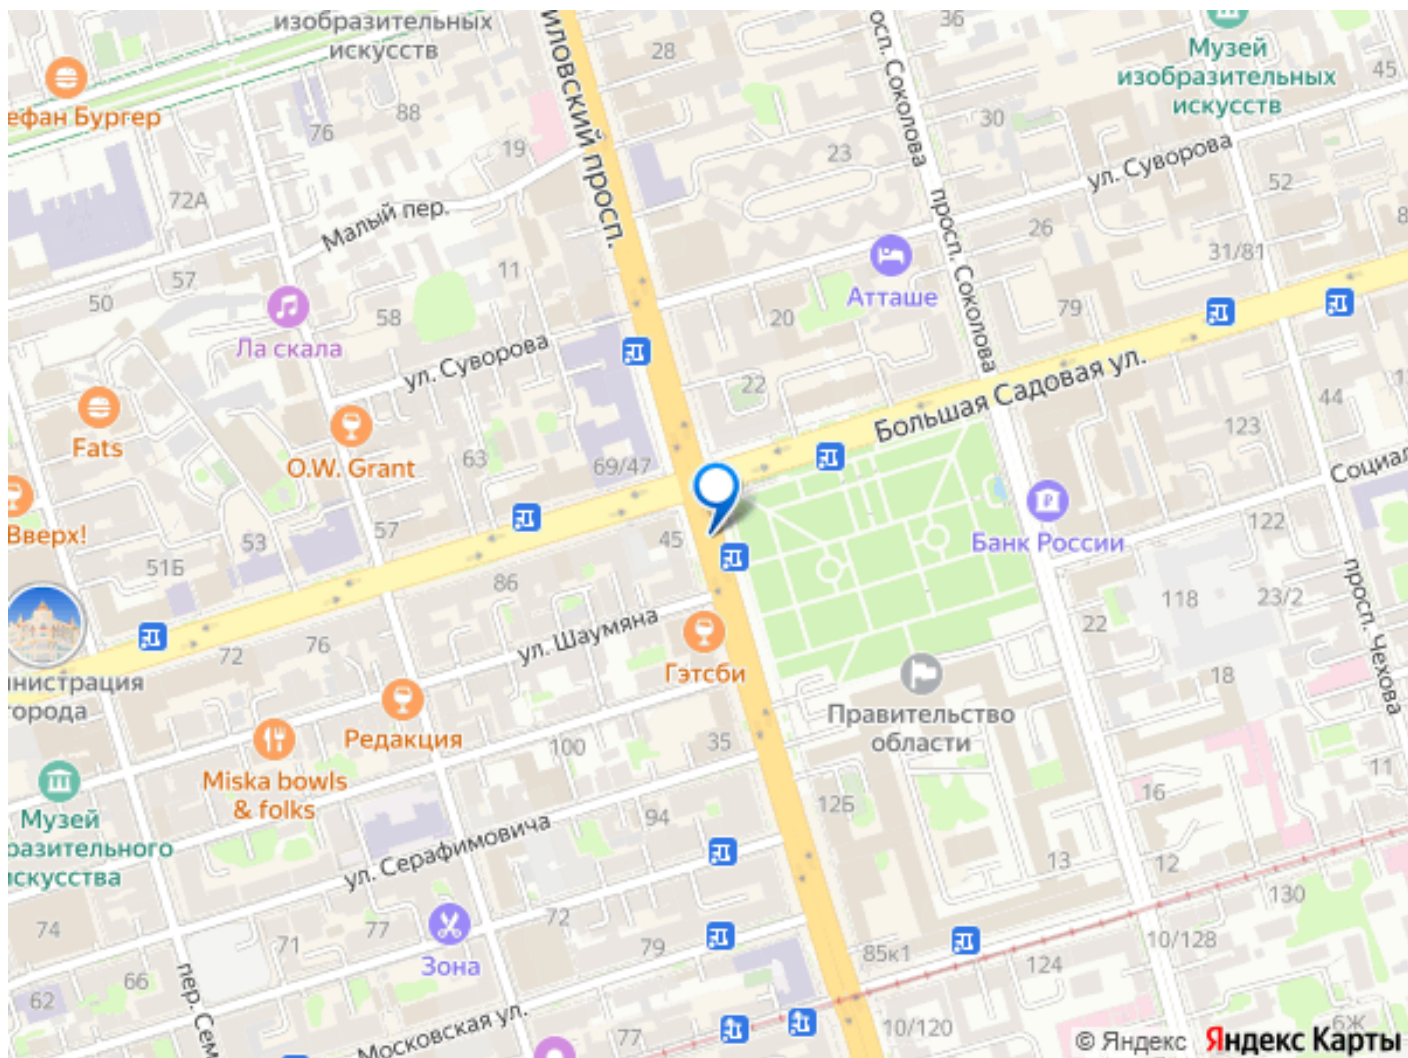 изобразительных
искусств
иловский просп.
28
36
осп. Соколова
Музей
изобразительных
искусств
45
ефан Бургер
88
76
19
30
23
ул. Суворова
52
72А
Малый пер.
просп. Соколова
26
8
31/81
57
11
50
58
Атташе
20
79
Ла скала
ул. Суворова
22
Большая Садовая ул.
44
Fats
O.W. Grant
63
69/47
123
Социал
Вверх!
53
57
45
Банк России
122
51Б
86
118
23/2
просп. Чехова
ул. Шаумяна
22
72
76
Гэтсби
нистрация
орода
18
Правительство
области
Редакция
100
35
Miska bowls
& folks
11
Музей
разительного
скусства
12Б
16
94
ул. Серафимовича
13
12
130
74
77
71
72
79
Зона
85к1
10/128
124
66
62
пер. Сем
Московская ул.
77
10/120
6Ж
© Яндекс Яндекс Карты